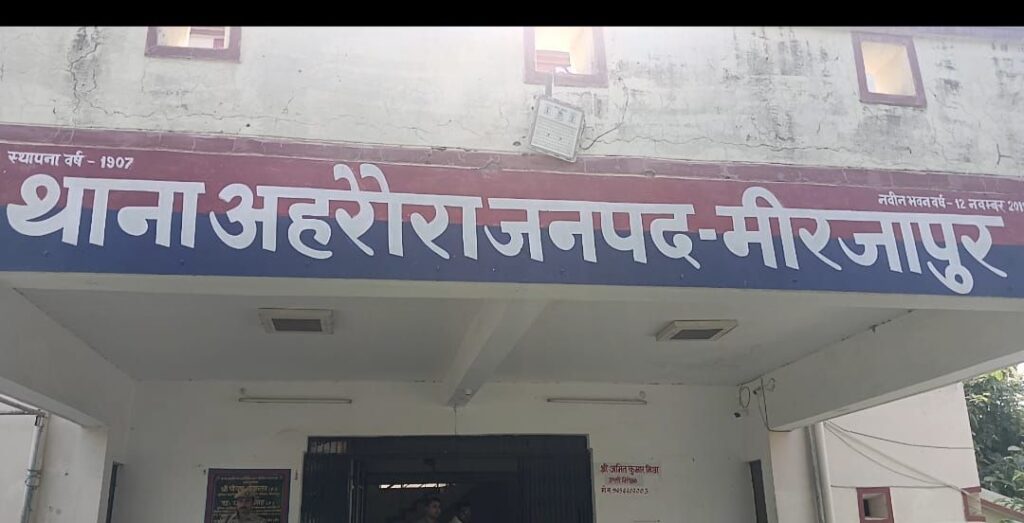 स्थापना वर्ष - 1907
नवीन भवन वर्ष - 12 नवम्बर
थाना अहरौरा जनपद - मीरजापुर
श्री
कुमार